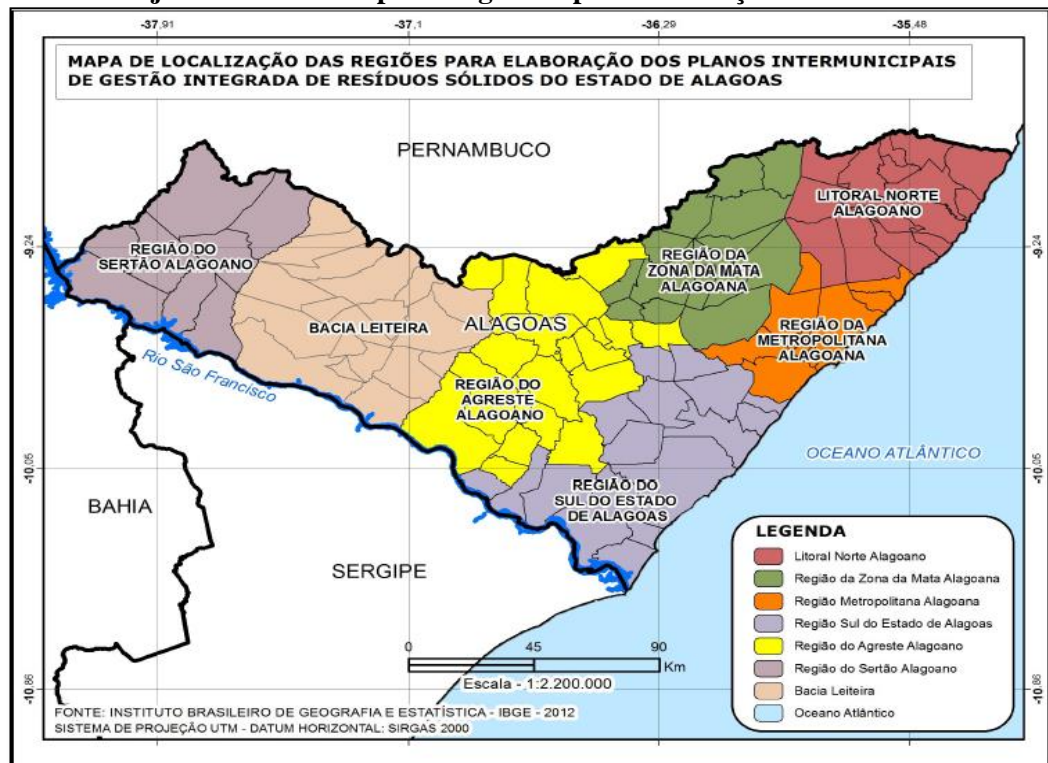 -37,91
-37,1
-36,29
-35,48
MAPA DE LOCALIZAÇÃO DAS REGIÕES PARA ELABORAÇÃO DOS PLANOS INTERMUNICIPAIS
DE GESTÃO INTEGRADA DE RESÍDUOS SÓLIDOS DO ESTADO DE ALAGOAS
PERNAMBUCO
LITORAL NORTE
ALAGOANO
-9,24
-9,24
REGIÃO DO
SERTÃO ALAGOANO
REGIÃO DA
ZONA DA MATA
ALAGOANA
BACIA LEITEIRA
ALAGOAS
REGIÃO DA
METROPOLITANA
ALAGOANA
Rio São Francisco
REGIÃO DO
AGRESTE
ALAGOANO
OCEANO ATLÂNTICO
-10,05
-10,05
REGIÃO DO
SUL DO ESTADO
DE ALAGOAS
BAHIA
SERGIPE
LEGENDA
Litoral Norte Alagoano
Região da Zona da Mata Alagoana
Região Metropolitana Alagoana
Região Sul do Estado de Alagoas
Região do Agreste Alagoano
Região do Sertão Alagoano
Bacia Leiteira
Oceano Atlântico
0
45
90
Km
Escala - 1:2.200.000
-10,86
-10,86
FONTE: INSTITUTO BRASILEIRO DE GEOGRAFIA E ESTATÍSTICA - IBGE - 2012
SISTEMA DE PROJEÇÃO UTM - DATUM HORIZONTAL: SIRGAS 2000